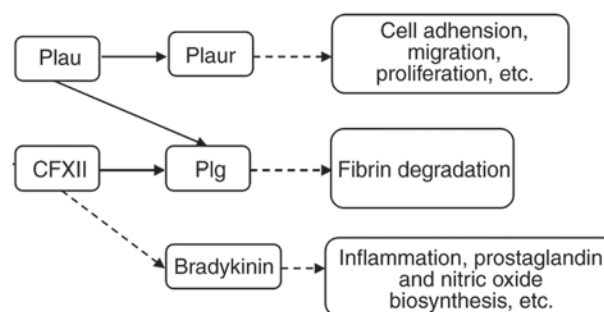 Plau
Plaur
Cell adhension,
migration,
proliferation, etc.
CFXII
Plg
Fibrin degradation
Bradykinin
Inflammation, prostaglandin
and nitric oxide
biosynthesis, etc.